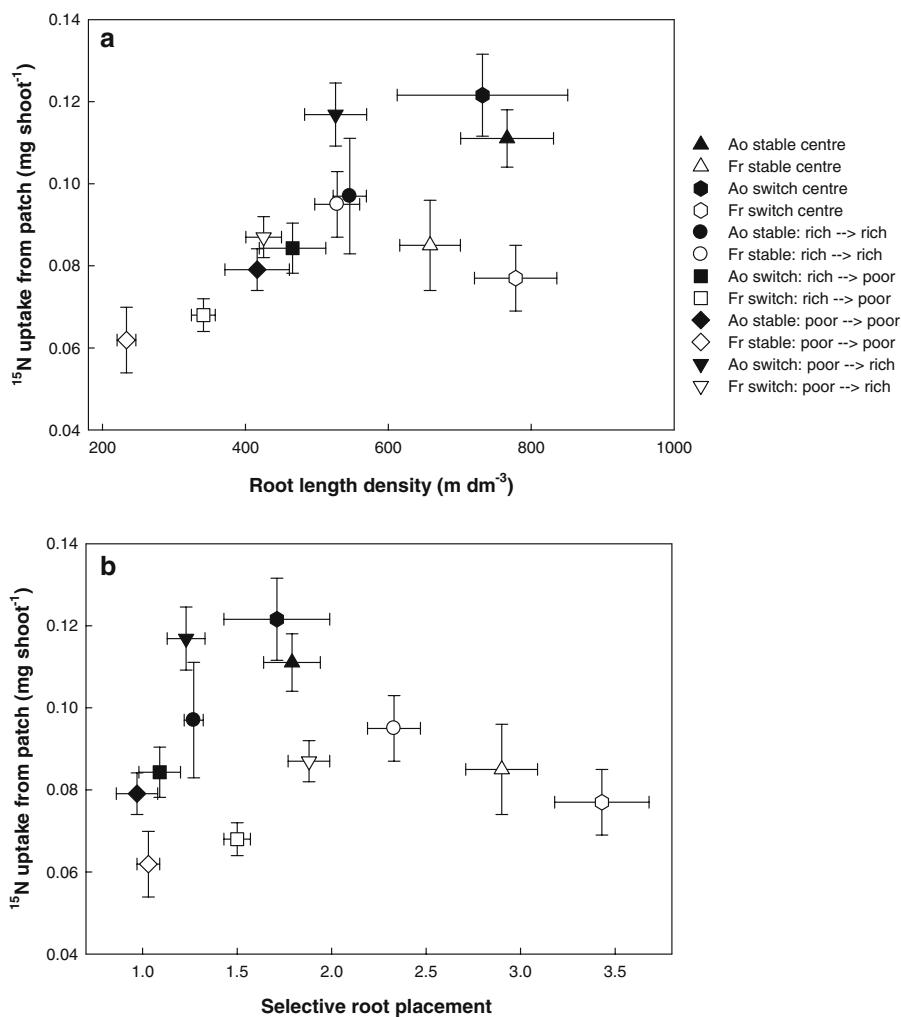 a
0.14
0.12
0.10
0.08
0.06
0.04
¹⁵N uptake from patch (mg shoot⁻¹)
200 400 600 800 1000
Root length density (m dm⁻³)
Ao stable centre
Fr stable centre
Ao switch centre
Fr switch centre
Ao stable: rich --> rich
Fr stable: rich --> rich
Ao switch: rich --> poor
Fr switch: rich --> poor
Ao stable: poor --> poor
Fr stable: poor --> poor
Ao switch: poor --> rich
Fr switch: poor --> rich
b
0.14
0.12
0.10
0.08
0.06
0.04
¹⁵N uptake from patch (mg shoot⁻¹)
1.0 1.5 2.0 2.5 3.0 3.5
Selective root placement